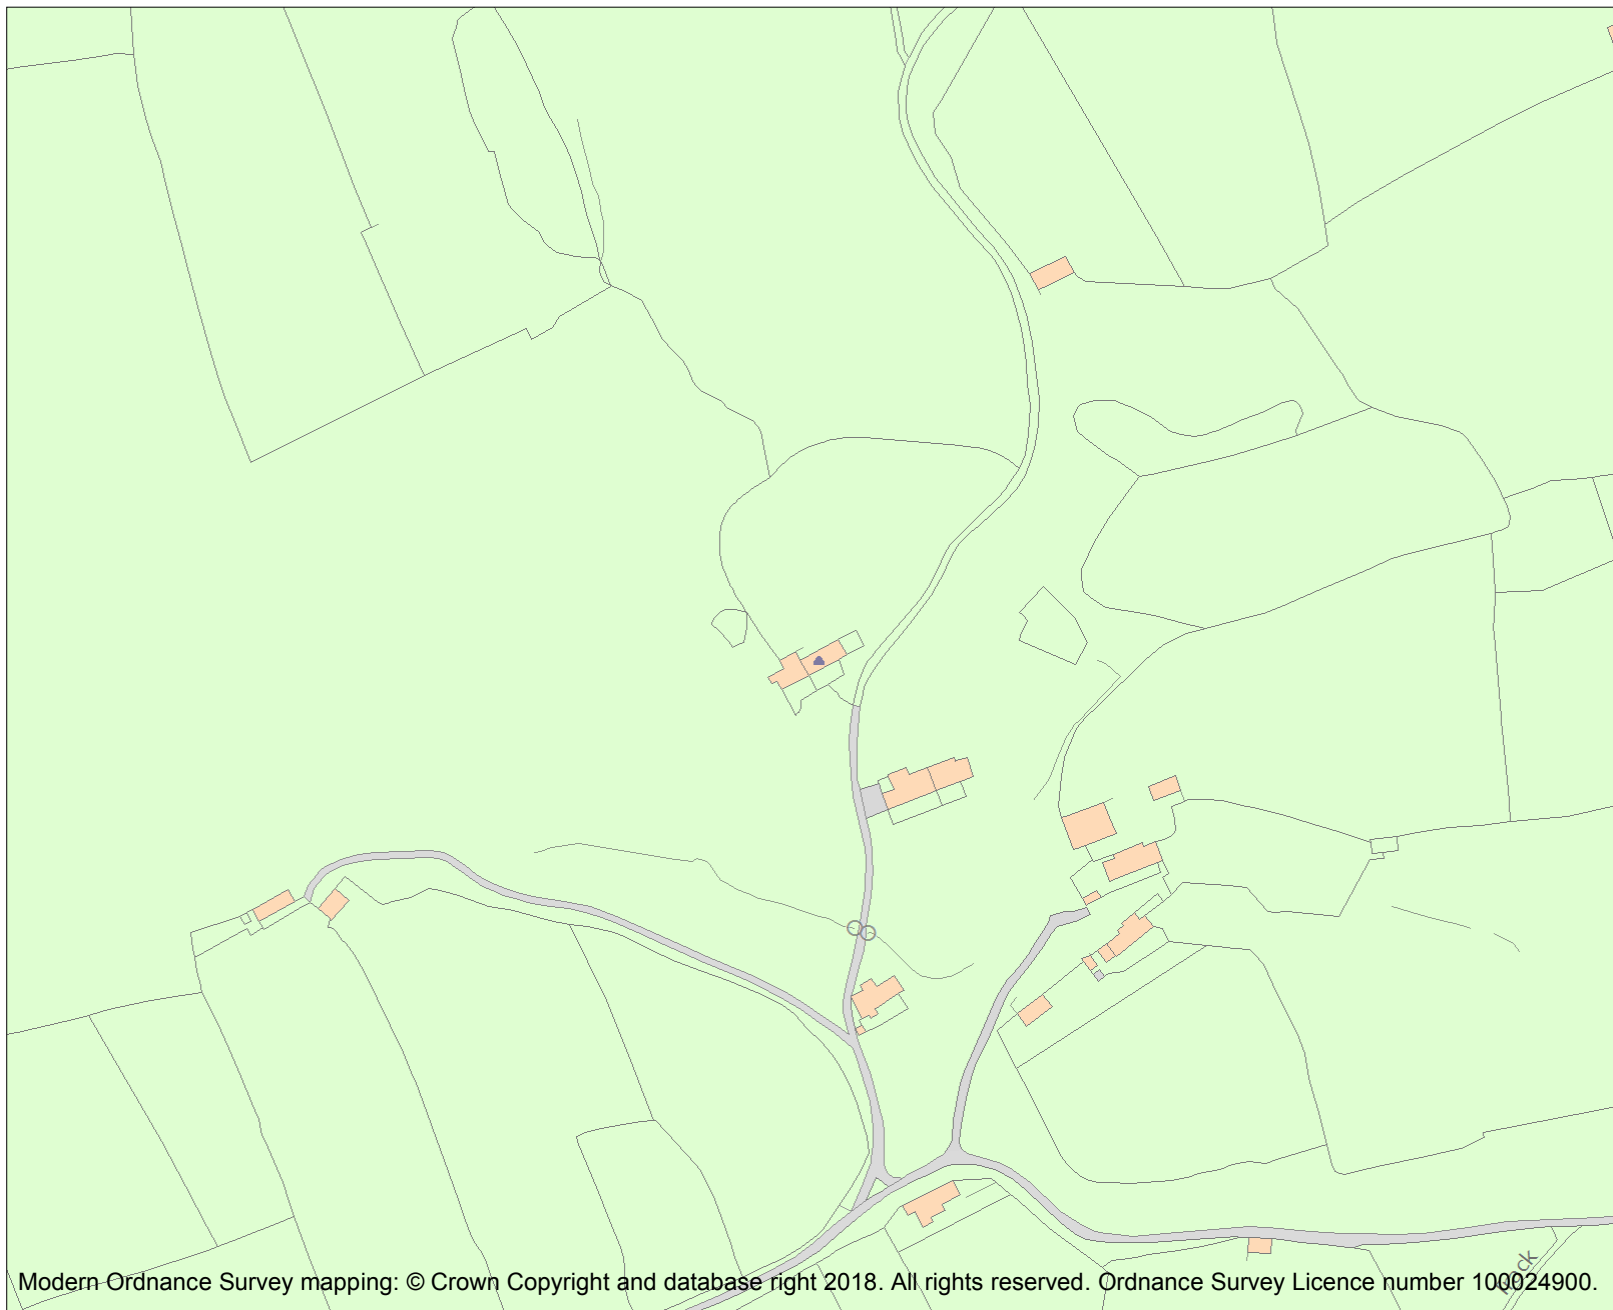 Modern Ordnance Survey mapping: © Crown Copyright and database right 2018. All rights reserved. Ordnance Survey Licence number 100024900.